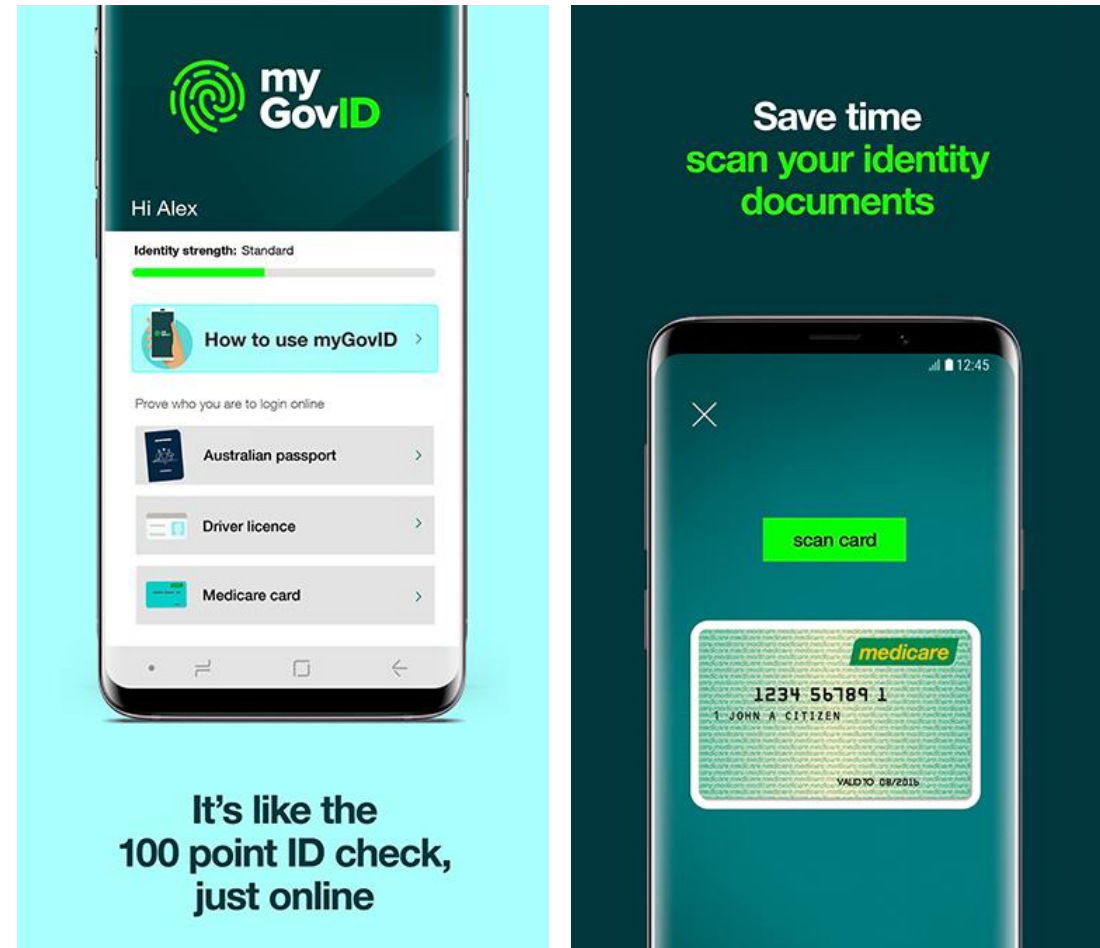 my
GovID
Hi Alex
Identity strength: Standard
How to use myGovID
Prove who you are to login online
Australian passport
Driver licence
Medicare card
It's like the
100 point ID check,
just online
Save time
scan your identity
documents
12:45
scan card
medicare
1234 56789 1
1 JOHN A CITIZEN
VALID TO 08/2016